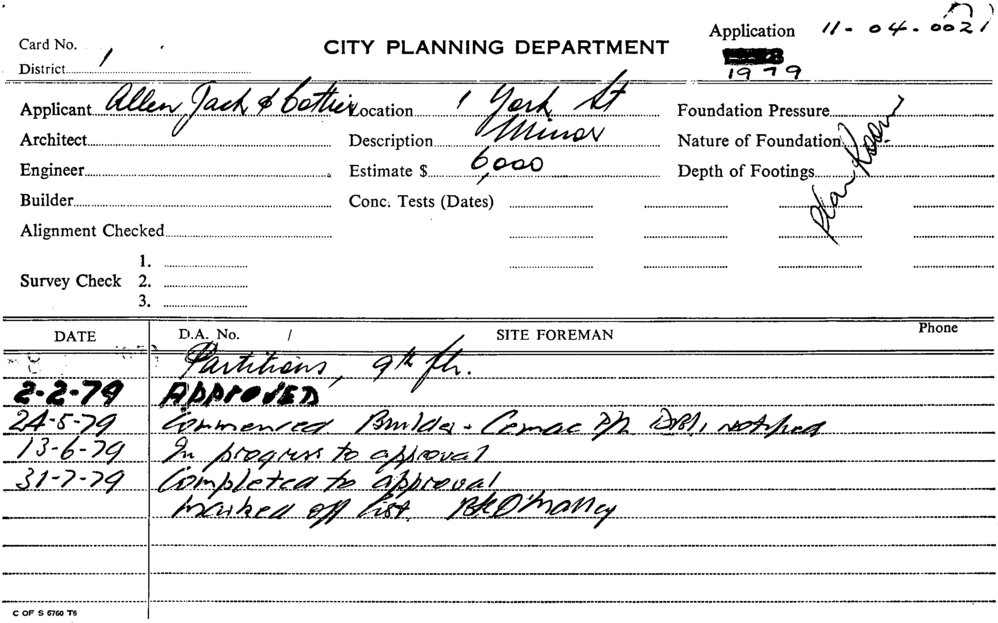 Card No. 1
CITY PLANNING DEPARTMENT
Application 11-04-0021
1979
District
Applicant Allen, Jack & Cottier Location 1 York St Foundation Pressure
Architect Description Minor Nature of Foundation
Engineer Estimate $ 6,000 Depth of Footings
Plan Room
Builder Conc. Tests (Dates)
Alignment Checked
Survey Check 1.
2.
3.
DATE D.A. No. / SITE FOREMAN Phone
Partitions, 9th flr.
2-2-79 APPROVED
24-5-79 Commenced Builder - Cemac notified
13-6-79 In progress to approval
31-7-79 Completed to approval
marked off list. O'Malley
C OF S 6760 T6